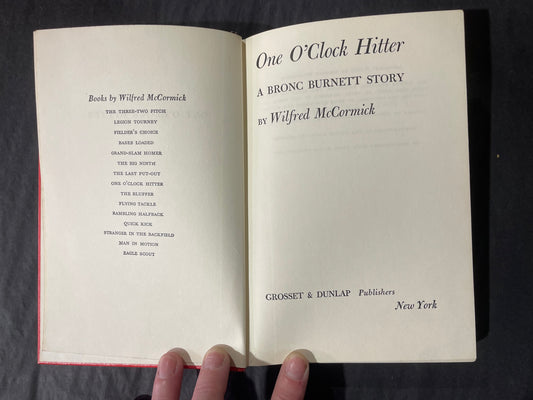 Books by Wilfred McCormick
THE THREE-TWO PITCH
LEGION TOURNEY
FIELDER'S CHOICE
BASES LOADED
GRAND-SLAM HOMER
THE BIG NINTH
THE LAST PUT-OUT
ONE O'CLOCK HITTER
THE BLUFFER
FLYING TACKLE
RAMBLING HALFBACK
QUICK KICK
STRANGER IN THE BACKFIELD
MAN IN MOTION
EAGLE SCOUT
One O'Clock Hitter
A BRONC BURNETT STORY
BY Wilfred McCormick
GROSSET & DUNLAP Publishers
New York